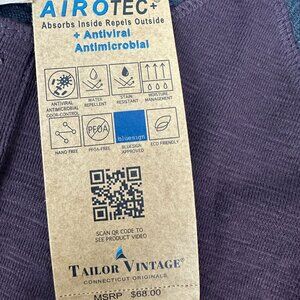 AIROTEC+
Absorbs Inside Repels Outside
+ Antiviral
Antimicrobial
ANTIVIRAL
ANTIMICROBIAL
ODOR-CONTROL
WATER
REPELLENT
STAIN
RESISTANT
MOISTURE
MANAGEMENT
PFOA
bluesign
NANO FREE
PFOA-FREE
BLUESIGN
APPROVED
ECO FRIENDLY
SCAN QR CODE TO
SEE PRODUCT VIDEO
TAILOR VINTAGE®
CONNECTICUT ORIGINALS
MSRP $68.00